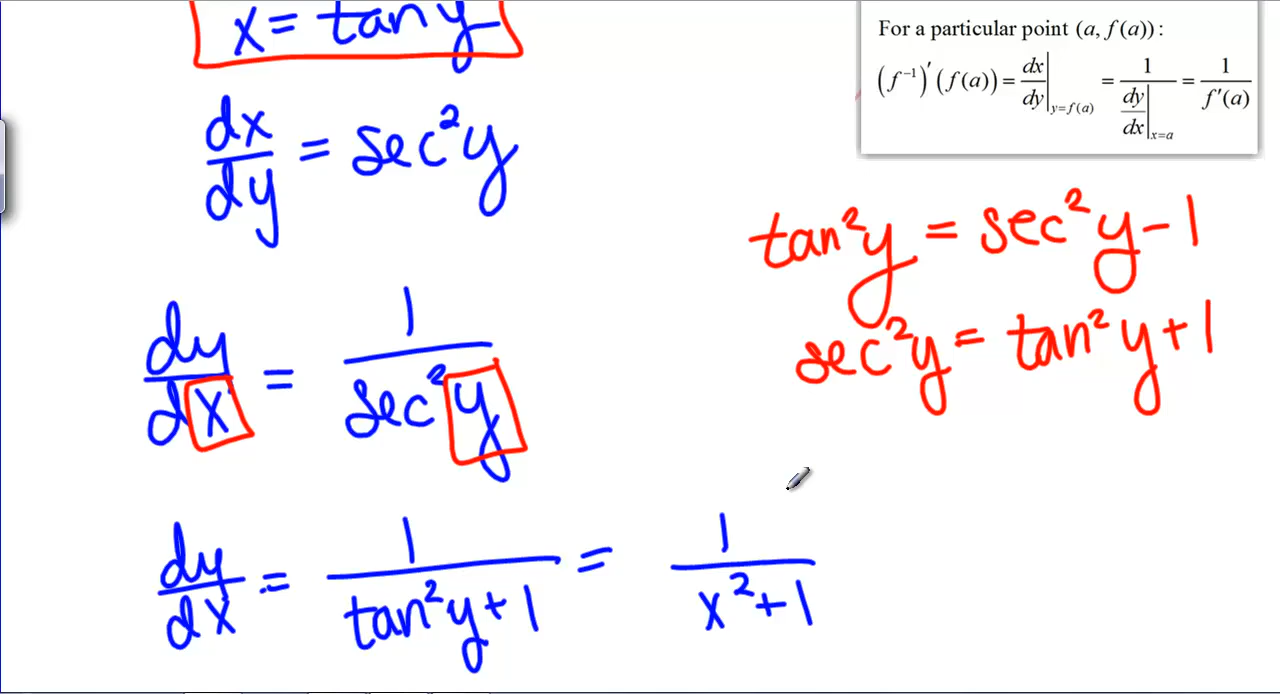 x = tan y
dx/dy = sec²y
dy/dx = 1/sec²y
dy/dx = 1/(tan²y + 1) = 1/(x² + 1)
For a particular point (a, f(a)) :
(f⁻¹)′(f(a)) = dx/dy|y=f(a) = 1/(dy/dx|x=a) = 1/f′(a)
tan²y = sec²y − 1
sec²y = tan²y + 1